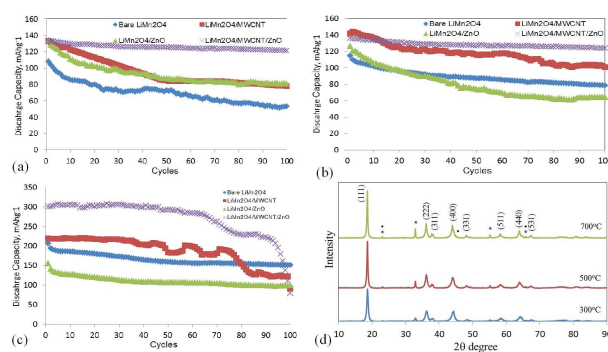 Bare LiMn2O4 LiMn2O4/MWCNT
LiMn2O4/ZnO LiMn2O4/MWCNT/ZnO
Discahrge Capacity, mAhg-1
160
140
120
100
80
60
40
20
0
0 10 20 30 40 50 60 70 80 90 100
Cycles
(a)
Bare LiMn2O4 LiMn2O4/MWCNT
LiMn2O4/ZnO LiMn2O4/MWCNT/ZnO
Discahrge Capacity, mAhg-1
160
140
120
100
80
60
40
20
0
0 10 20 30 40 50 60 70 80 90 100
Cycles
(b)
Bare LiMn2O4
LiMn2O4/MWCNT
LiMn2O4/ZnO
LiMn2O4/MWCNT/ZnO
Discahrge Capacity, mAhg-1
350
300
250
200
150
100
50
0
0 10 20 30 40 50 60 70 80 90 100
Cycles
(c)
(111)
**
*
(222)
(311)
(400)
*
(331)
*
(511)
(440)
**
(531)
700°C
500°C
300°C
Intensity
10 20 30 40 50 60 70 80 90
2θ degree
(d)